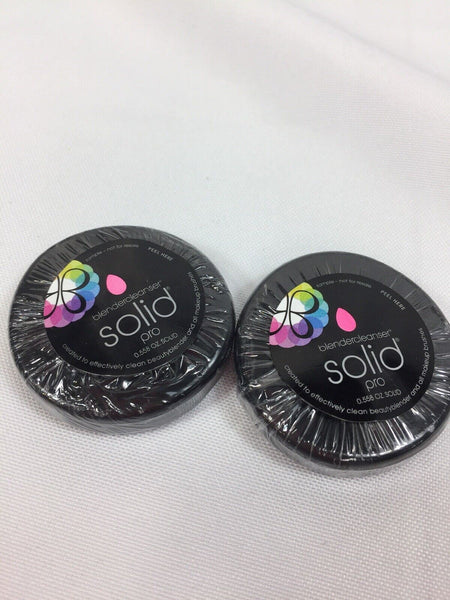 sample - not for resale
PEEL HERE
blendercleanser
solid®
pro
0.558 OZ.SOLID
created to effectively clean beautyblender and all makeup brushes
sample - not for resale
PEEL HERE
blendercleanser
solid®
pro
0.558 OZ.SOLID
created to effectively clean beautyblender and all makeup brushes